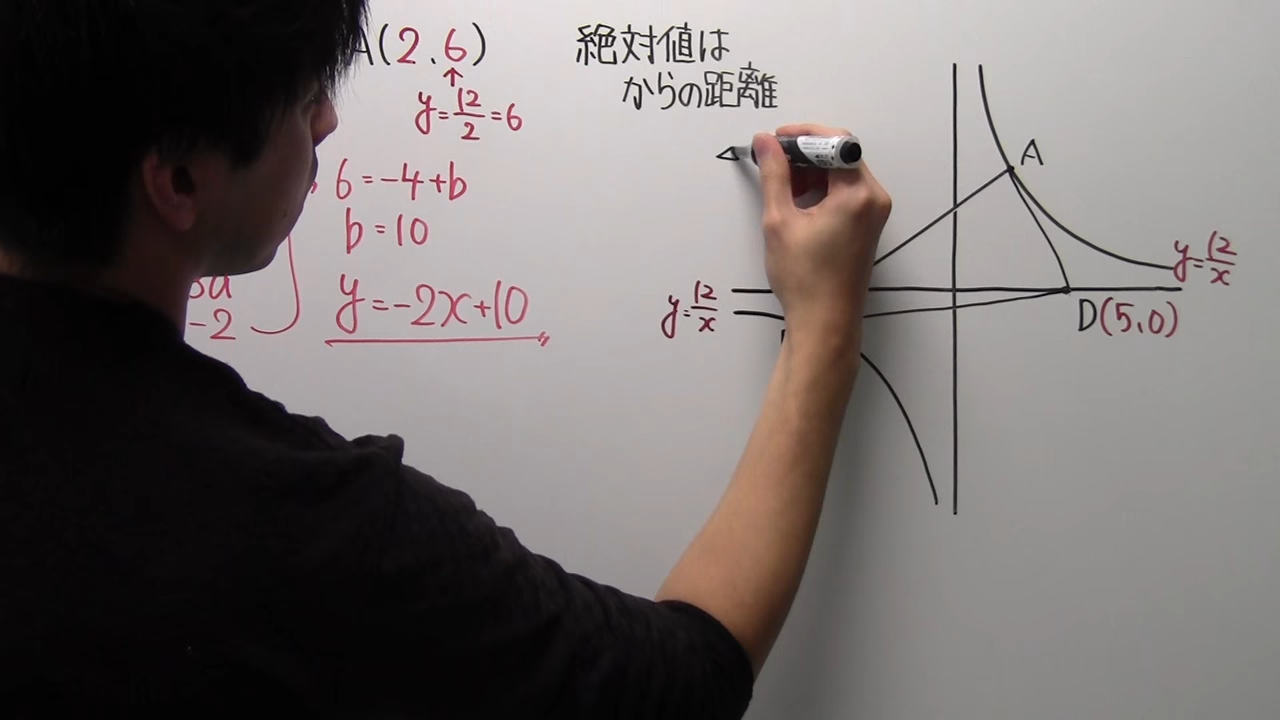 A(2,6)
↑
y=12/2=6
6=-4+b
b=10
-2
y=-2x+10
絶対値は
からの距離
A
y=12/x
y=12/x
D(5,0)